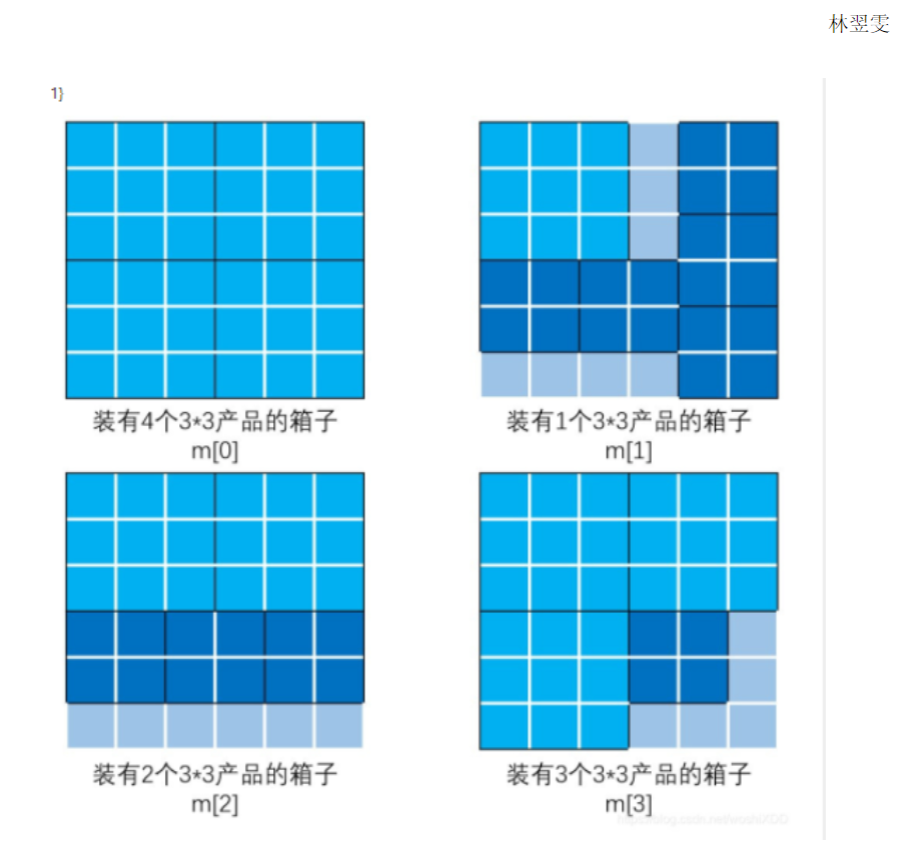 林翌雯
1}
装有4个3*3产品的箱子
m[0]
装有1个3*3产品的箱子
m[1]
装有2个3*3产品的箱子
m[2]
装有3个3*3产品的箱子
m[3]